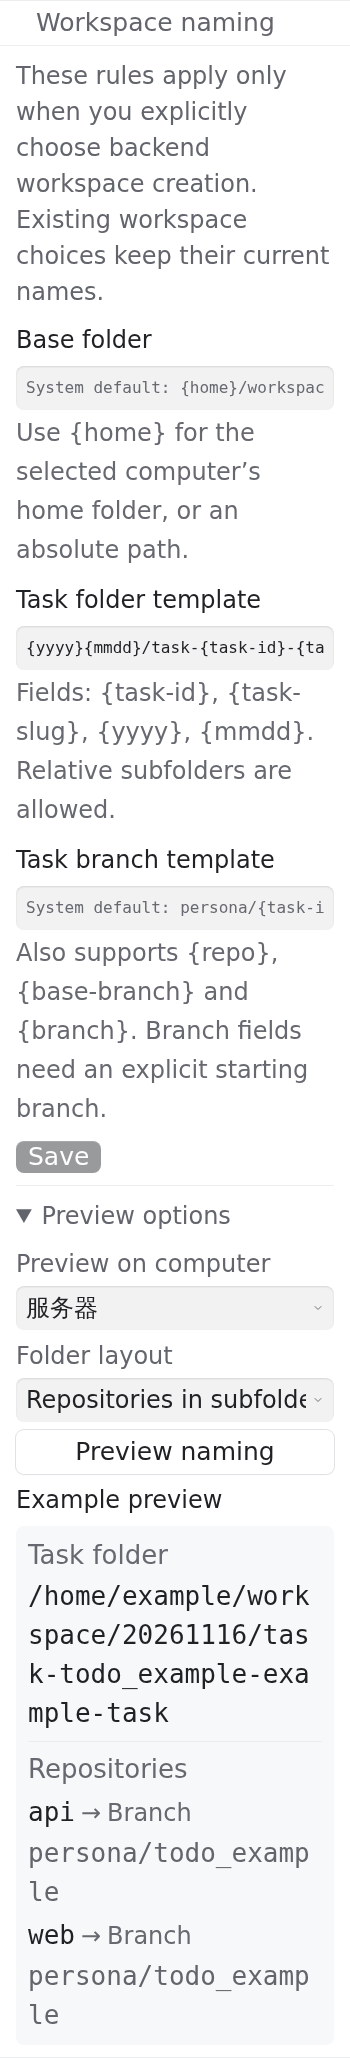 Workspace naming
These rules apply only
when you explicitly
choose backend
workspace creation.
Existing workspace
choices keep their current
names.
Base folder
System default: {home}/workspac
Use {home} for the
selected computer’s
home folder, or an
absolute path.
Task folder template
{yyyy}{mmdd}/task-{task-id}-{ta
Fields: {task-id}, {task-
slug}, {yyyy}, {mmdd}.
Relative subfolders are
allowed.
Task branch template
System default: persona/{task-i
Also supports {repo},
{base-branch} and
{branch}. Branch fields
need an explicit starting
branch.
Save
▼ Preview options
Preview on computer
服务器
Folder layout
Repositories in subfolde
Preview naming
Example preview
Task folder
/home/example/work
space/20261116/tas
k-todo_example-exa
mple-task
Repositories
api → Branch
persona/todo_examp
le
web → Branch
persona/todo_examp
le